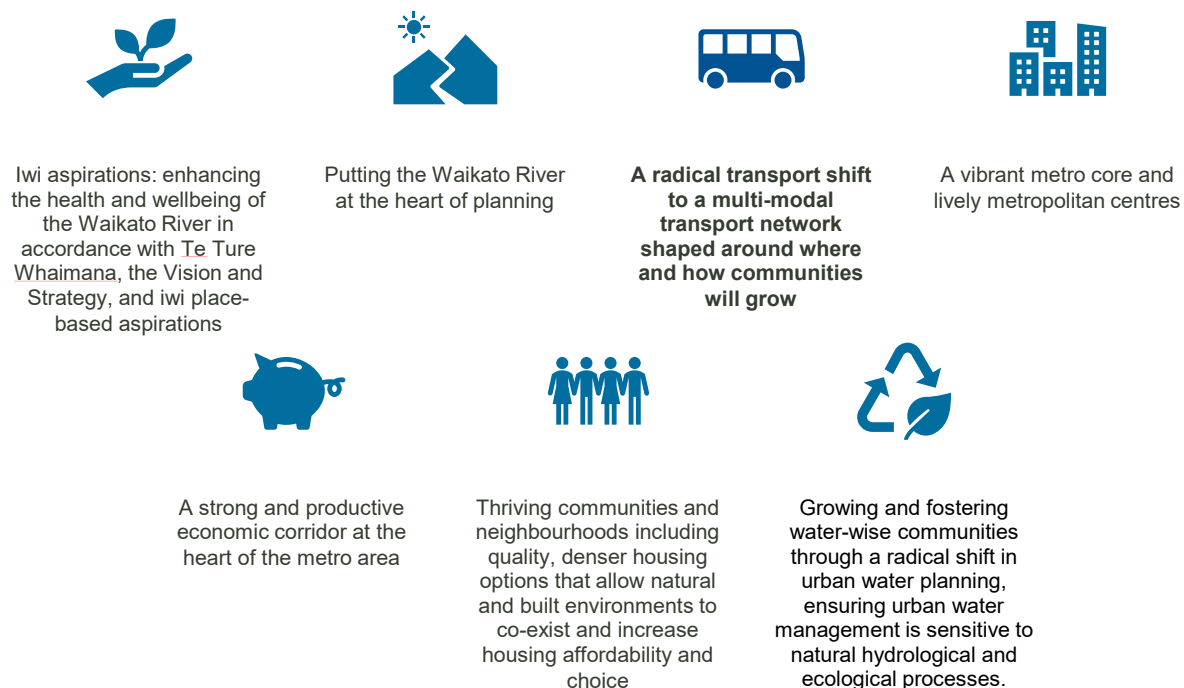 Iwi aspirations: enhancing
the health and wellbeing of
the Waikato River in
accordance with Te Ture
Whaimana, the Vision and
Strategy, and iwi place-
based aspirations
Putting the Waikato River
at the heart of planning
A radical transport shift
to a multi-modal
transport network
shaped around where
and how communities
will grow
A vibrant metro core and
lively metropolitan centres
A strong and productive
economic corridor at the
heart of the metro area
Thriving communities and
neighbourhoods including
quality, denser housing
options that allow natural
and built environments to
co-exist and increase
housing affordability and
choice
Growing and fostering
water-wise communities
through a radical shift in
urban water planning,
ensuring urban water
management is sensitive to
natural hydrological and
ecological processes.